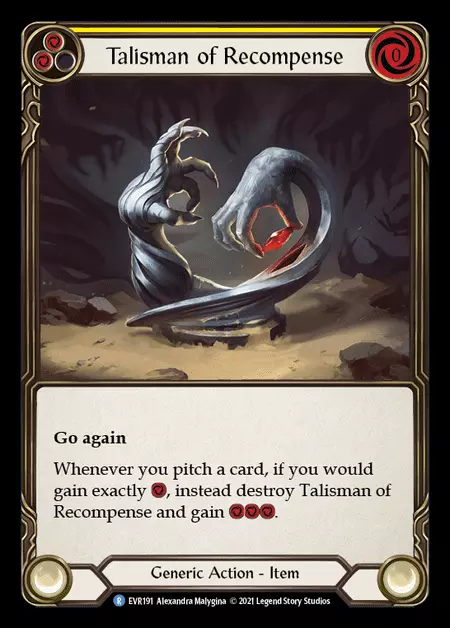 Talisman of Recompense
0
Go again
Whenever you pitch a card, if you would
gain exactly , instead destroy Talisman of
Recompense and gain .
Generic Action - Item
R EVR191 Alexandra Malygina © 2021 Legend Story Studios